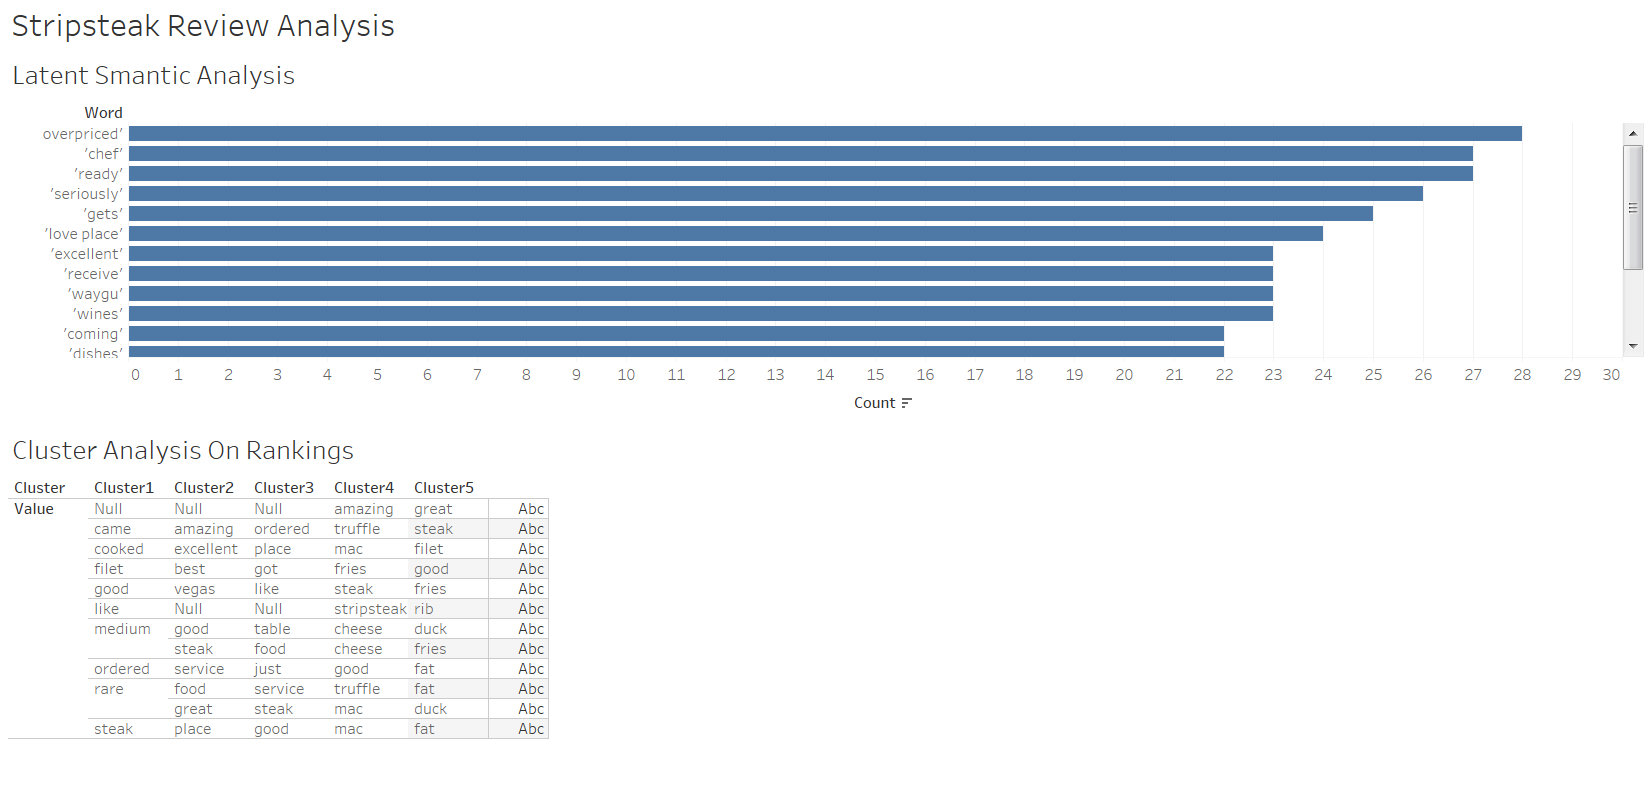 Stripsteak Review Analysis
Latent Smantic Analysis
Word
overpriced’
’chef’
’ready’
’seriously’
’gets’
’love place’
’excellent’
’receive’
’waygu’
’wines’
’coming’
’dishes’
0 1 2 3 4 5 6 7 8 9 10 11 12 13 14 15 16 17 18 19 20 21 22 23 24 25 26 27 28 29 30
Count
Cluster Analysis On Rankings
Cluster Cluster1 Cluster2 Cluster3 Cluster4 Cluster5
Value Null Null Null amazing great Abc
came amazing ordered truffle steak Abc
cooked excellent place mac filet Abc
filet best got fries good Abc
good vegas like steak fries Abc
like Null Null stripsteak rib Abc
medium good table cheese duck Abc
steak food cheese fries Abc
ordered service just good fat Abc
rare food service truffle fat Abc
great steak mac duck Abc
steak place good mac fat Abc